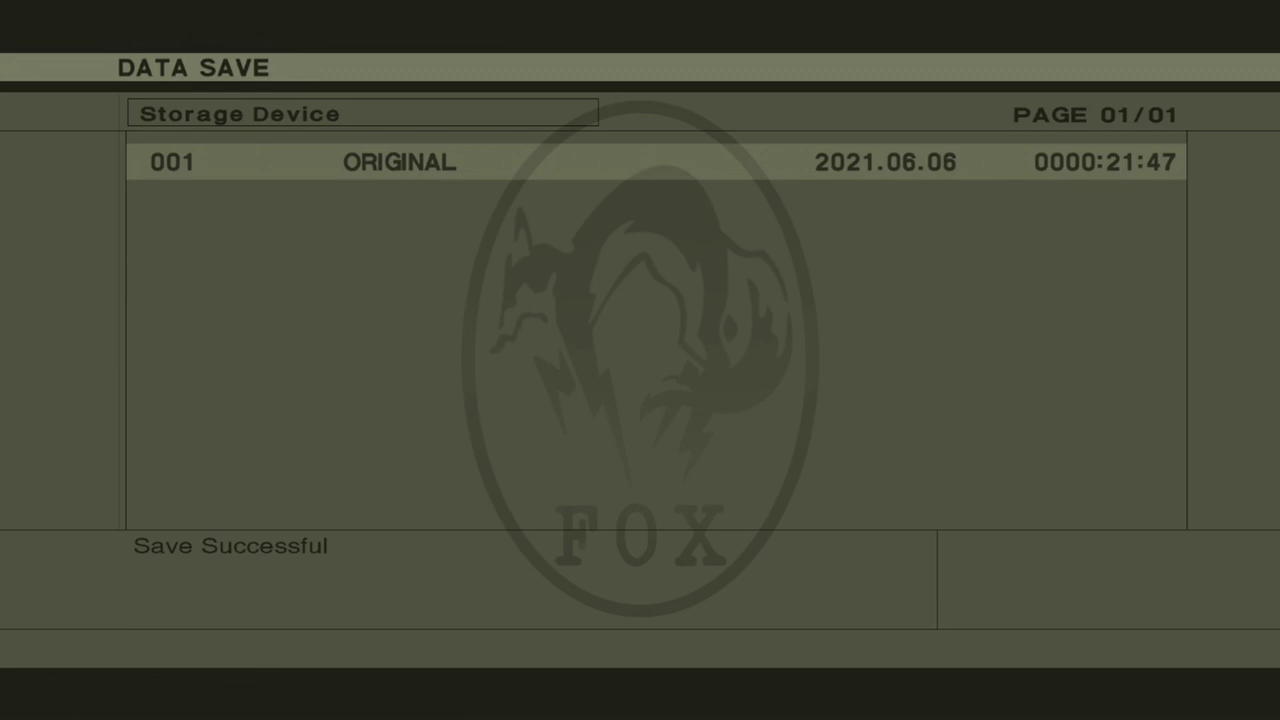 DATA SAVE
Storage Device PAGE 01/01
001 ORIGINAL 2021.06.06 0000:21:47
FOX
Save Successful